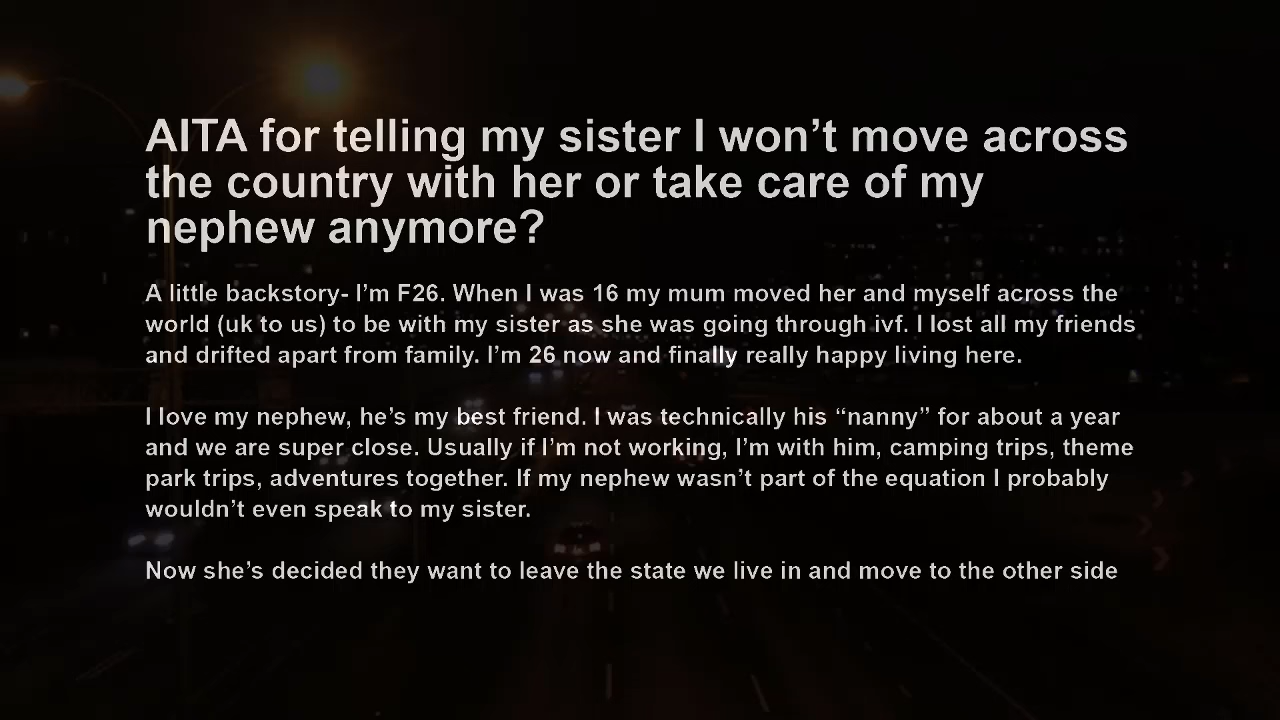 AITA for telling my sister I won’t move across
the country with her or take care of my
nephew anymore?
A little backstory- I’m F26. When I was 16 my mum moved her and myself across the
world (uk to us) to be with my sister as she was going through ivf. I lost all my friends
and drifted apart from family. I’m 26 now and finally really happy living here.
I love my nephew, he’s my best friend. I was technically his “nanny” for about a year
and we are super close. Usually if I’m not working, I’m with him, camping trips, theme
park trips, adventures together. If my nephew wasn’t part of the equation I probably
wouldn’t even speak to my sister.
Now she’s decided they want to leave the state we live in and move to the other side